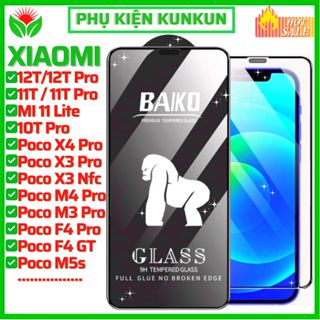 PHỤ KIỆN KUNKUN
HOT
SALE
XIAOMI
12T/12T Pro
11T / 11T Pro
MI 11 Lite
10T Pro
Poco X4 Pro
Poco X3 Pro
Poco X3 Nfc
Poco M4 Pro
Poco M3 Pro
Poco F4 Pro
Poco F4 GT
Poco M5s
BAIKO
PREMIUM TEMPERED GLASS
GLASS
9H TEMPERED GLASS
FULL GLUE NO BROKEN EDGE